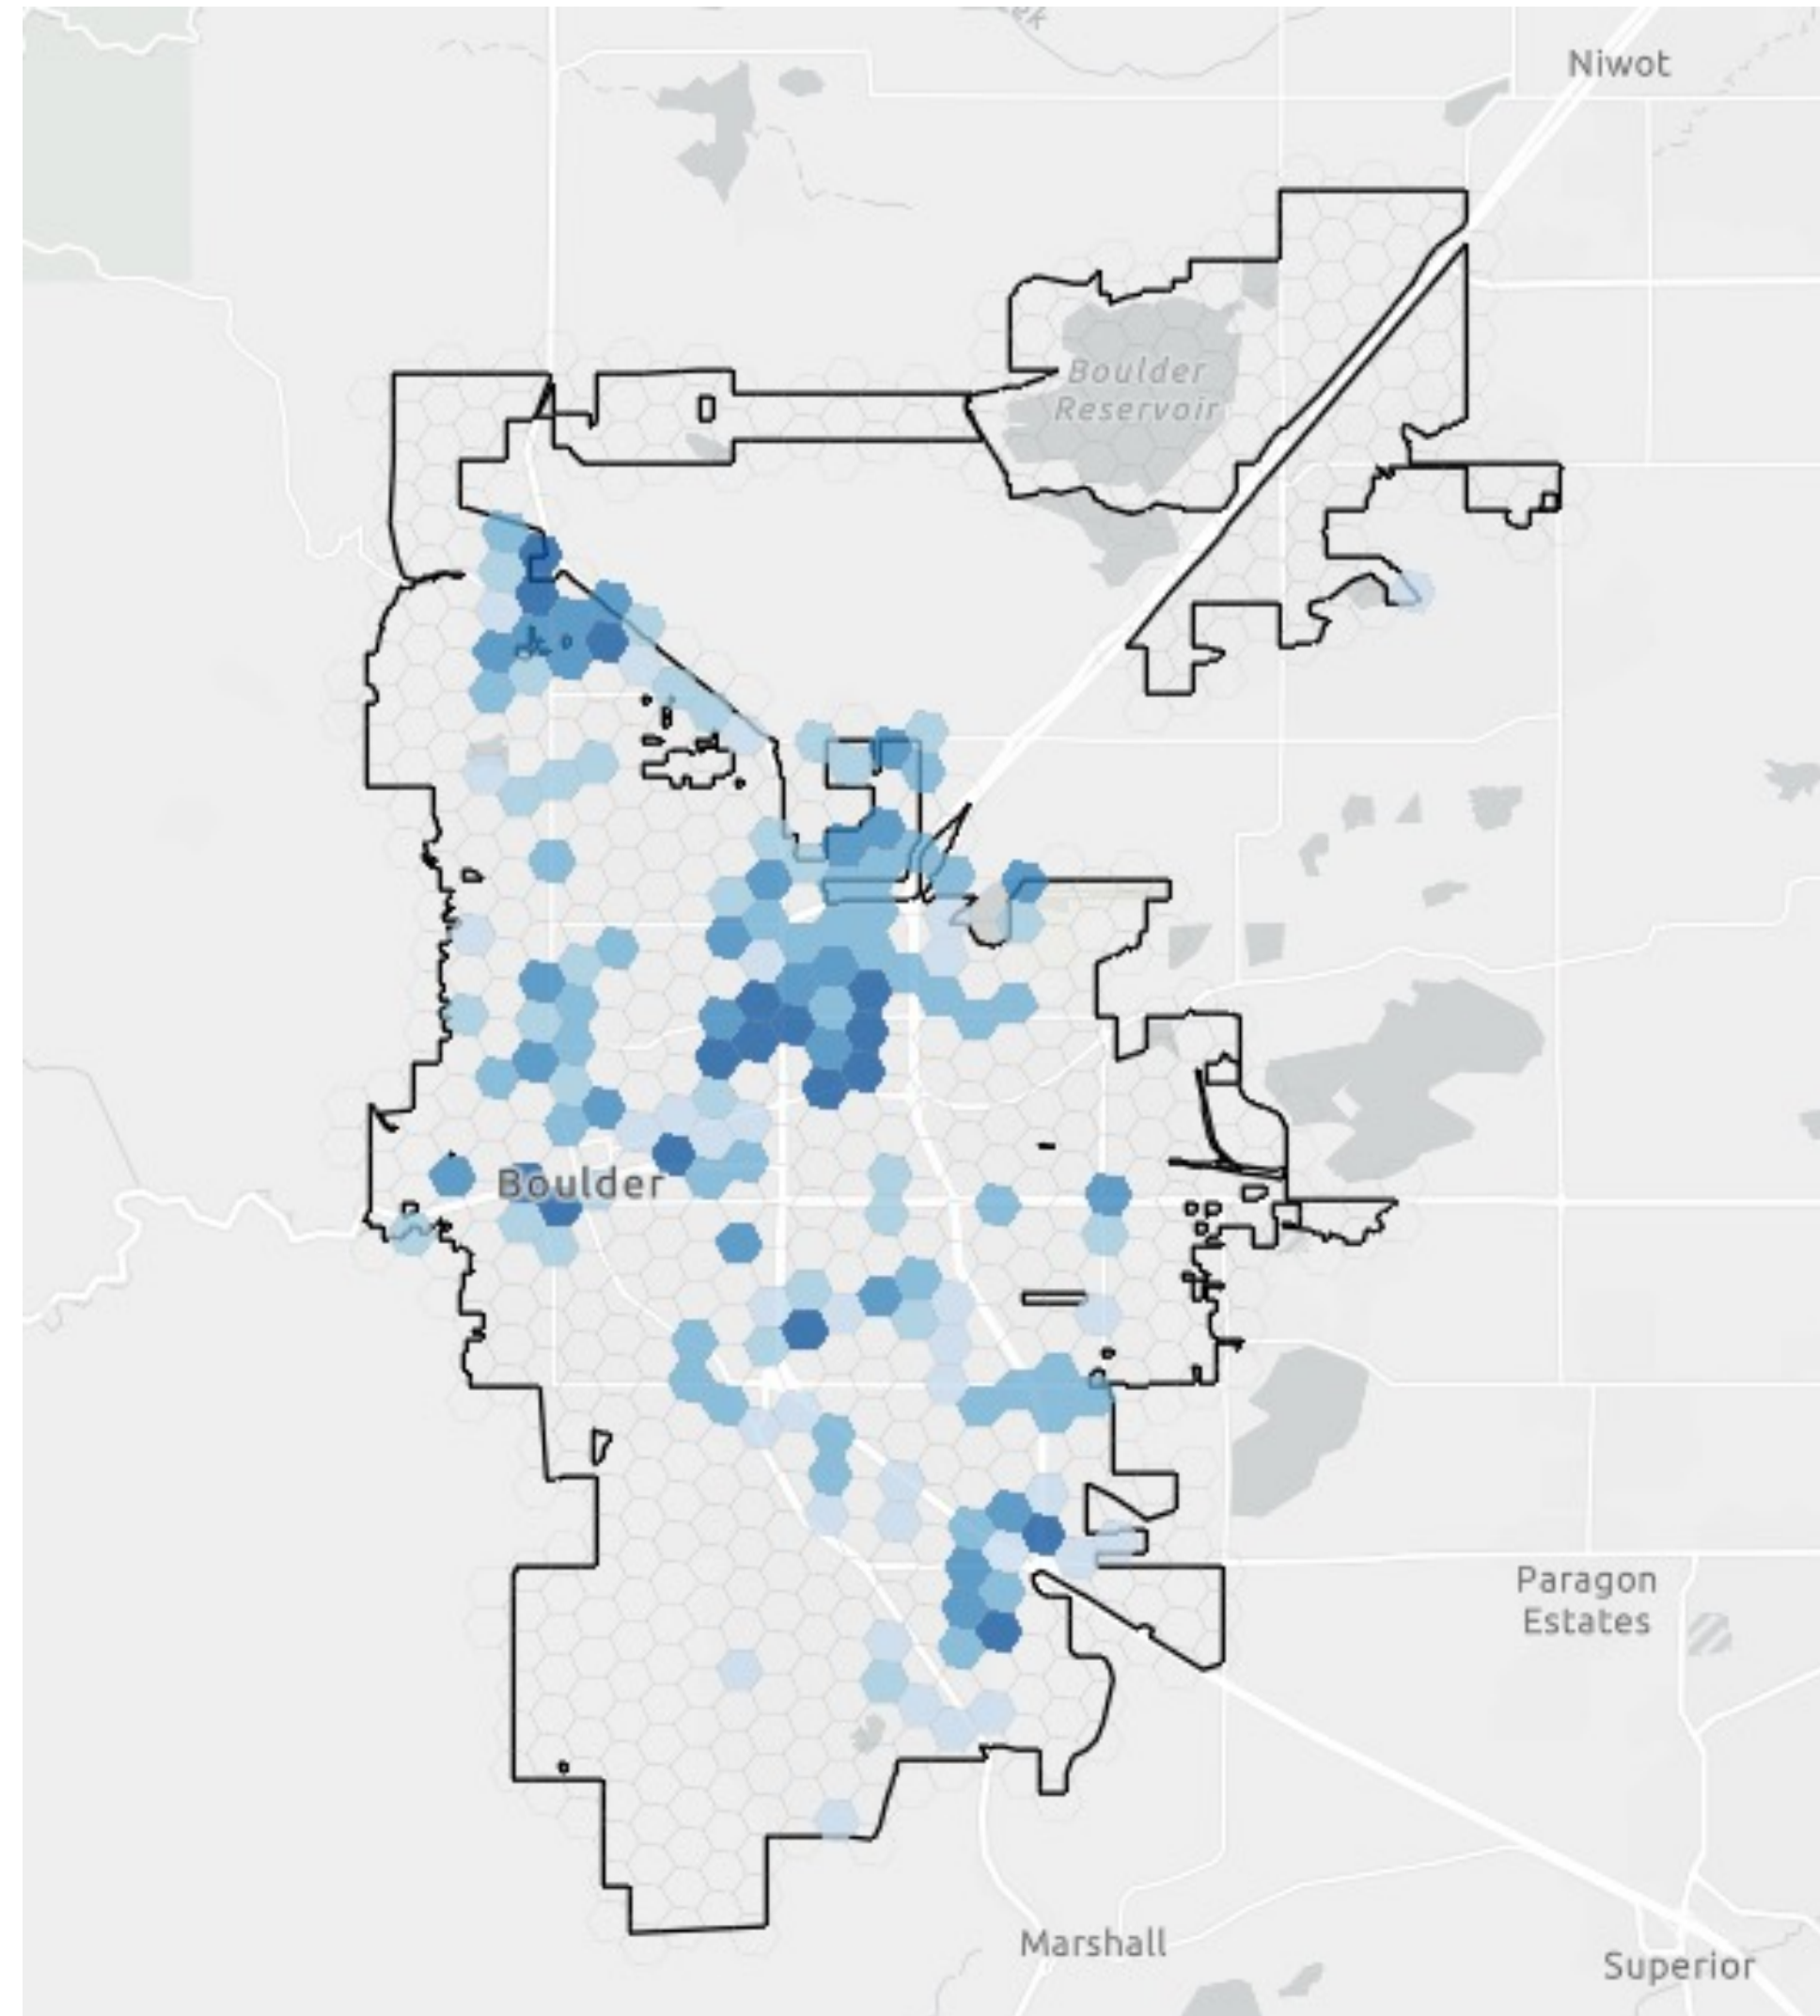 Niwot
Boulder
Reservoir
Boulder
Paragon
Estates
Marshall
Superior